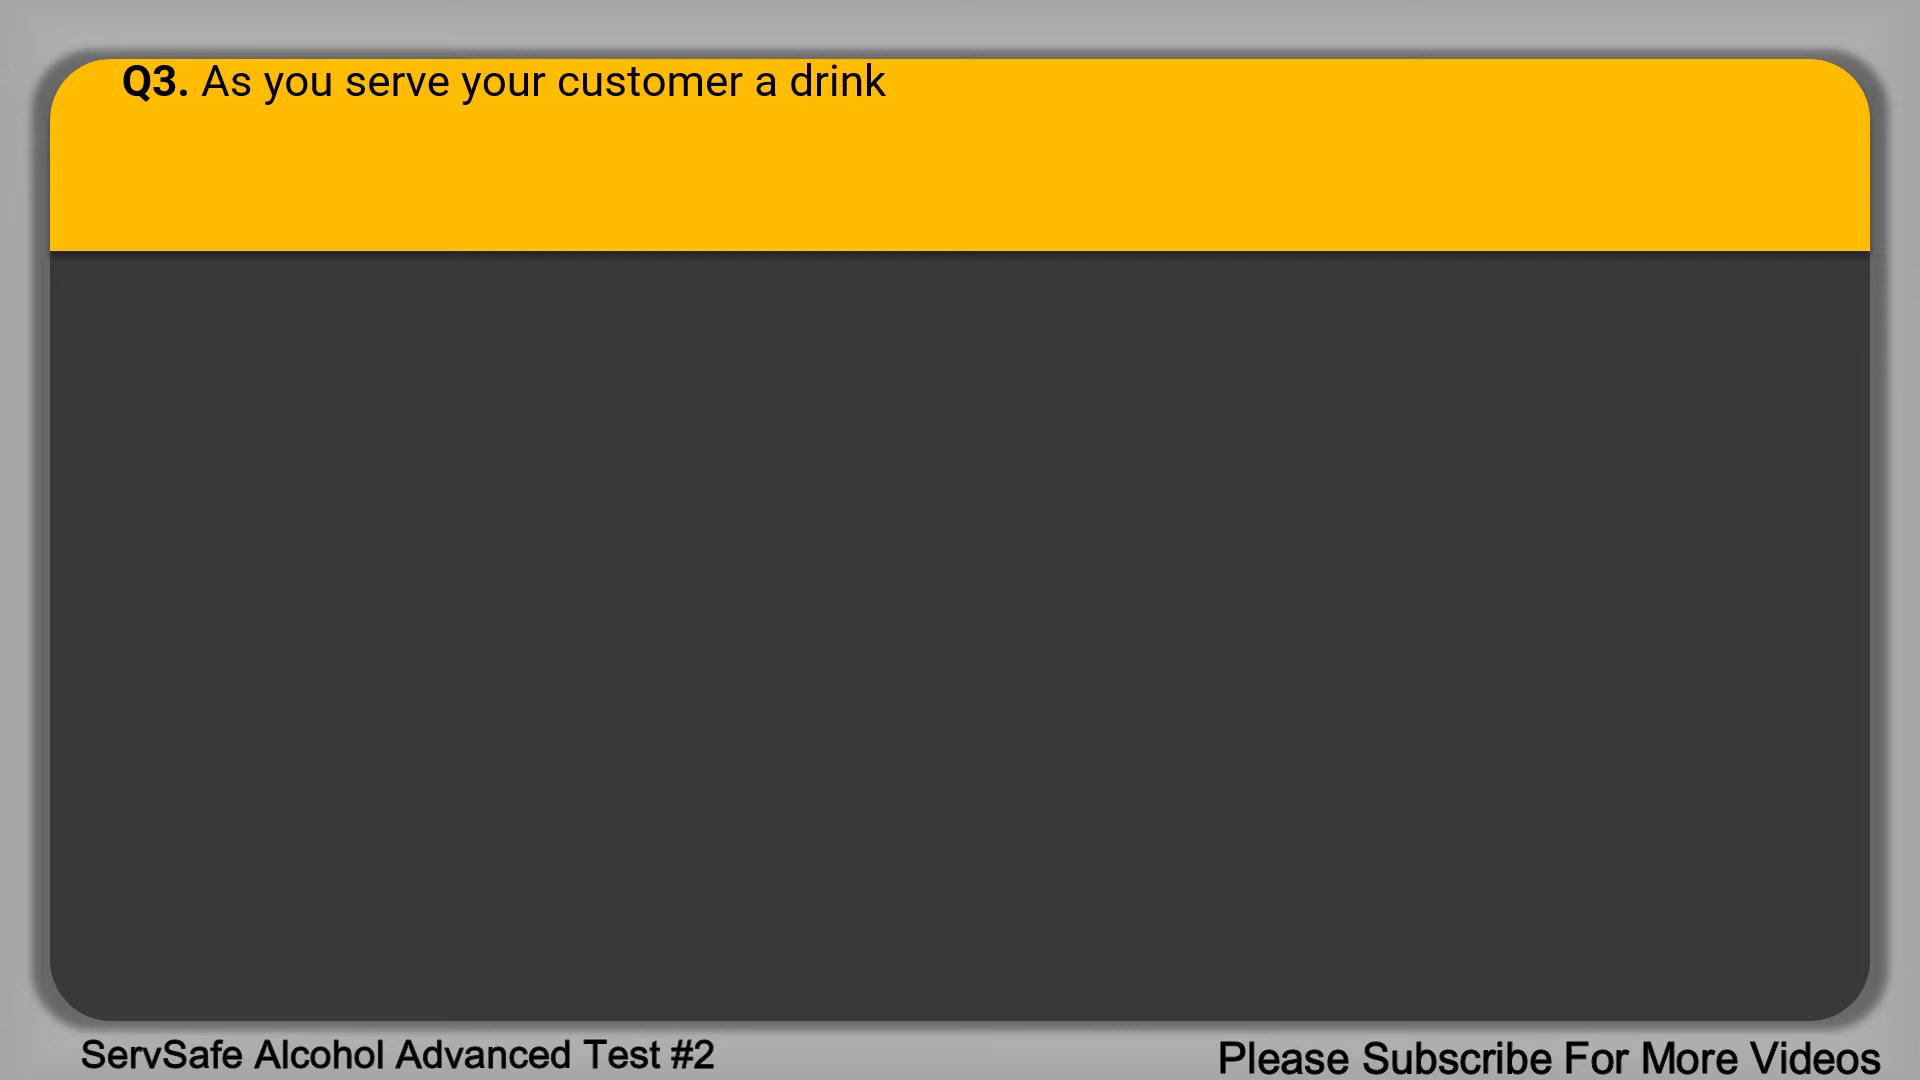 Q3. As you serve your customer a drink
ServSafe Alcohol Advanced Test #2
Please Subscribe For More Videos